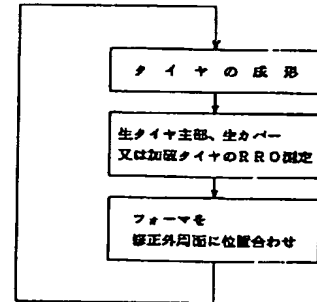 タイヤの成形
生タイヤ主部、生カバー
又は加硫タイヤのRRO測定
フォーマを
修正外周面に位置合わせ